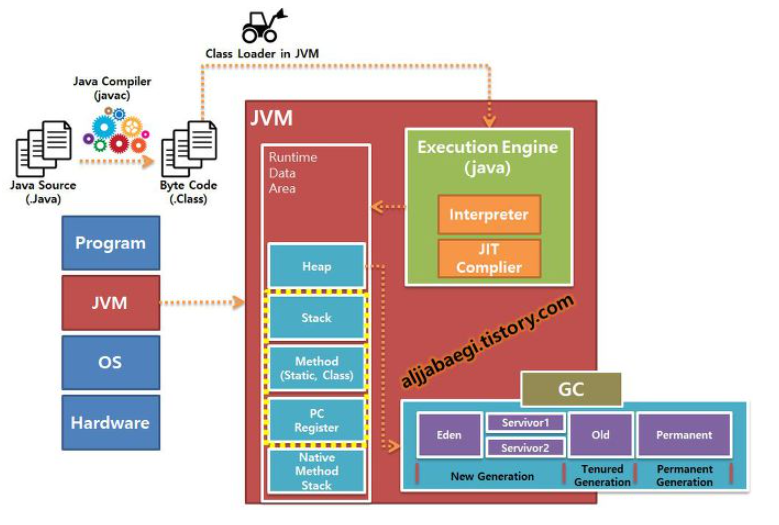 Class Loader in JVM
Java Compiler
(javac)
Java Source
(.Java)
Byte Code
(.Class)
Program
JVM
OS
Hardware
JVM
Runtime
Data
Area
Heap
Stack
Method
(Static, Class)
PC
Register
Native
Method
Stack
Execution Engine
(java)
Interpreter
JIT
Complier
aljjabaegi.tistory.com
GC
Eden
Servivor1
Servivor2
Old
Permanent
New Generation
Tenured
Generation
Permanent
Generation